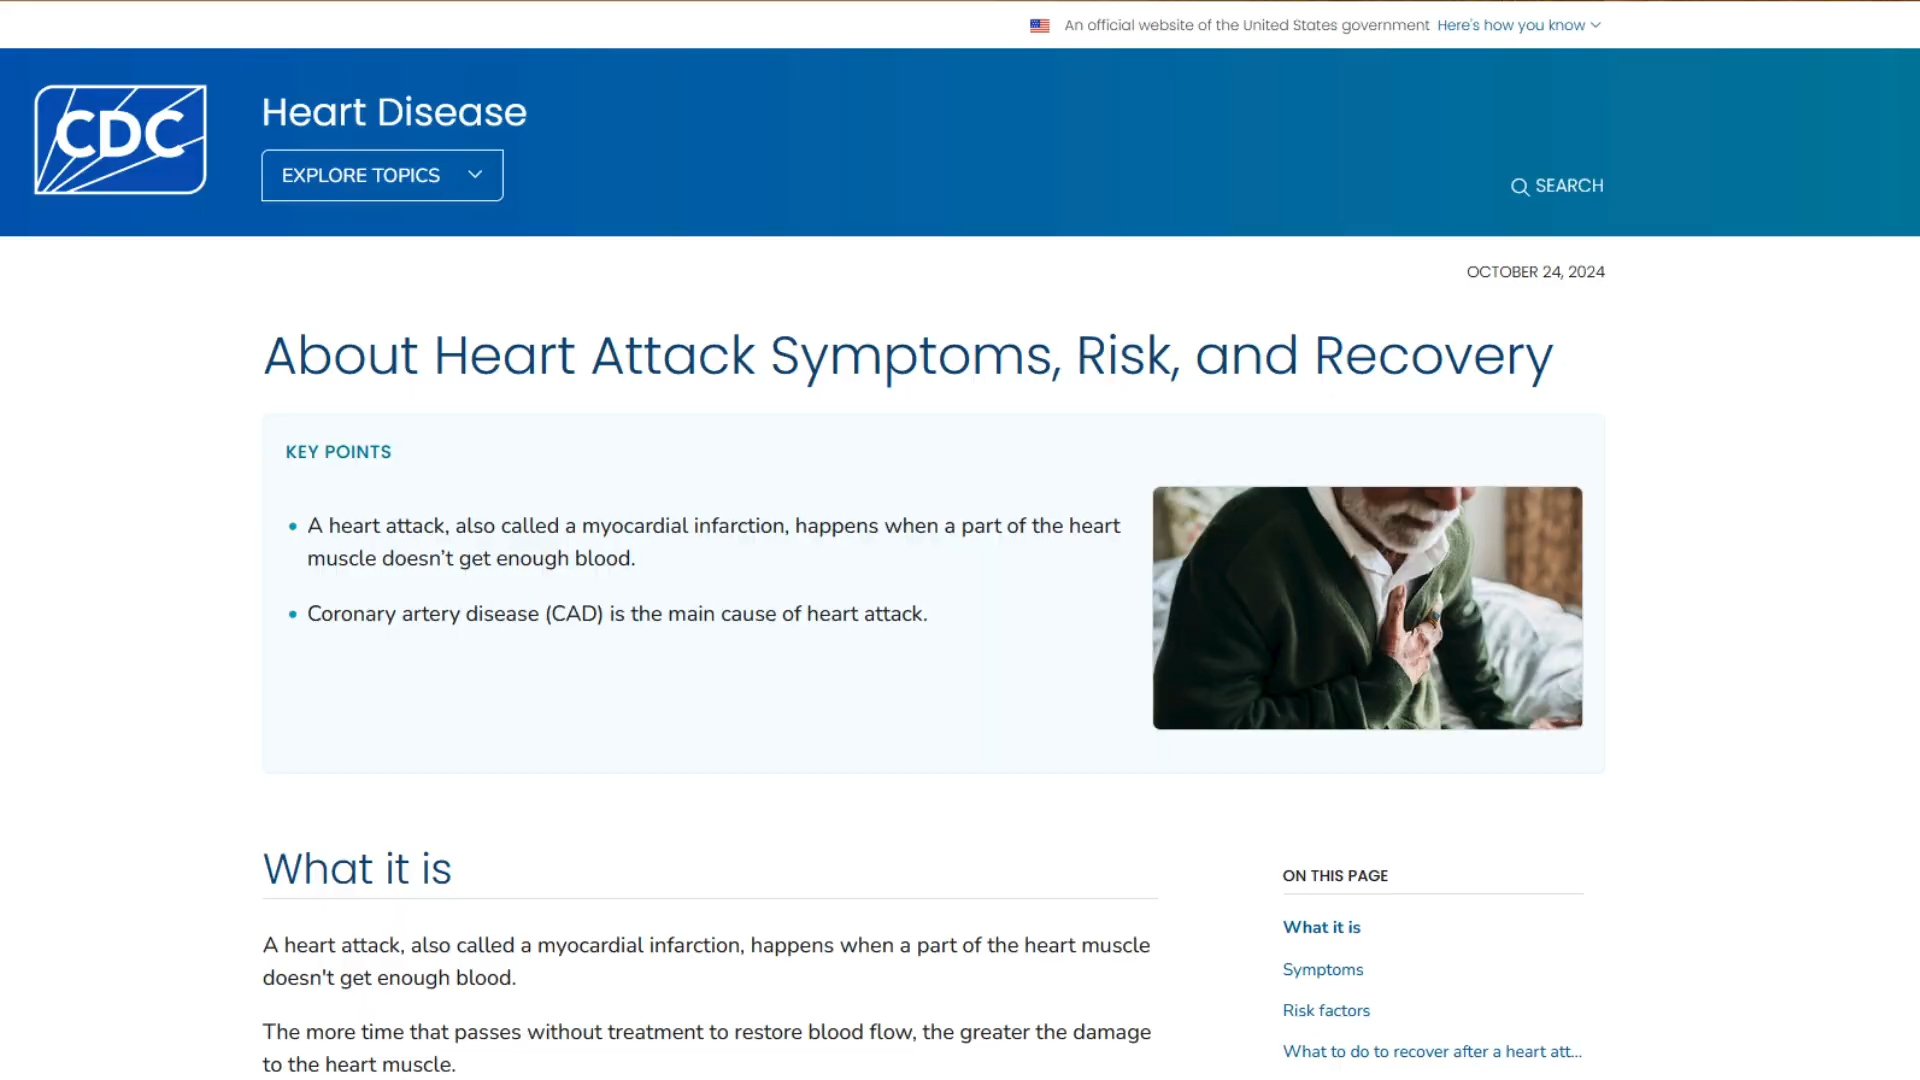 An official website of the United States government Here's how you know
CDC
Heart Disease
EXPLORE TOPICS
SEARCH
OCTOBER 24, 2024
About Heart Attack Symptoms, Risk, and Recovery
KEY POINTS
• A heart attack, also called a myocardial infarction, happens when a part of the heart
muscle doesn’t get enough blood.
• Coronary artery disease (CAD) is the main cause of heart attack.
What it is
A heart attack, also called a myocardial infarction, happens when a part of the heart muscle
doesn't get enough blood.
The more time that passes without treatment to restore blood flow, the greater the damage
to the heart muscle.
ON THIS PAGE
What it is
Symptoms
Risk factors
What to do to recover after a heart att...